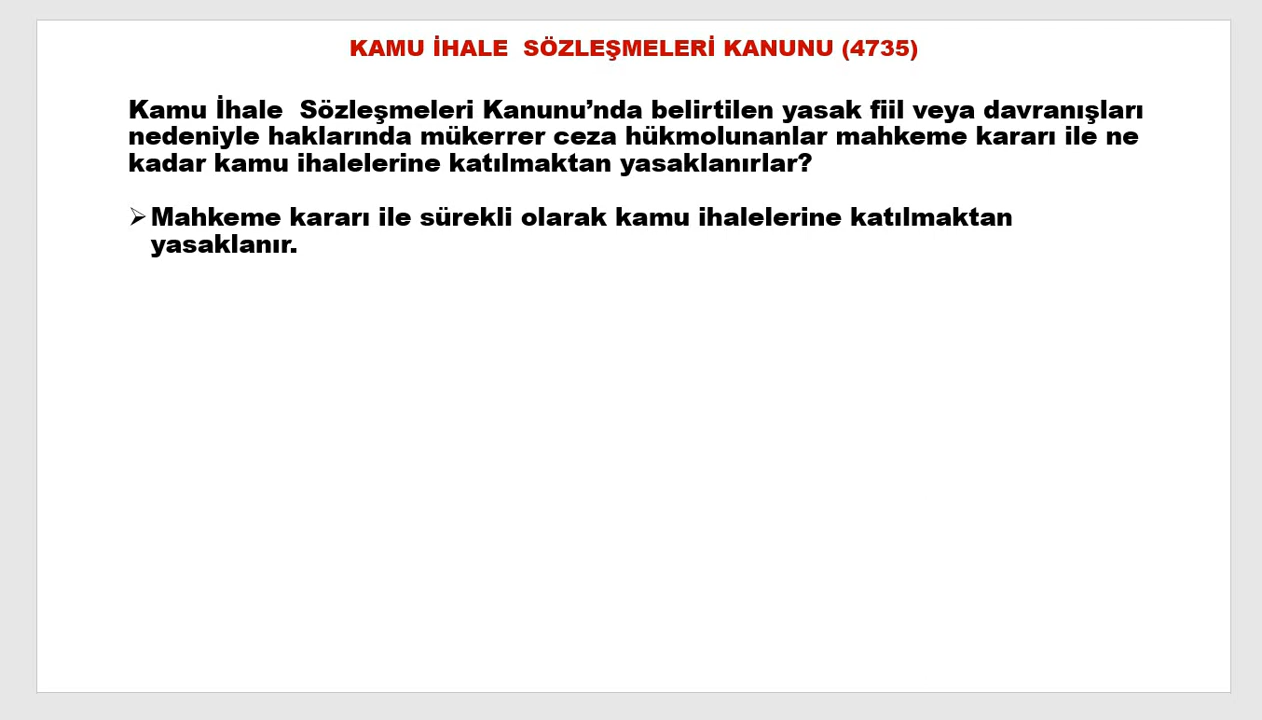 KAMU İHALE  SÖZLEŞMELERİ KANUNU (4735)
Kamu İhale  Sözleşmeleri Kanunu’nda belirtilen yasak fiil veya davranışları
nedeniyle haklarında mükerrer ceza hükmolunanlar mahkeme kararı ile ne
kadar kamu ihalelerine katılmaktan yasaklanırlar?
➢ Mahkeme kararı ile sürekli olarak kamu ihalelerine katılmaktan
yasaklanır.